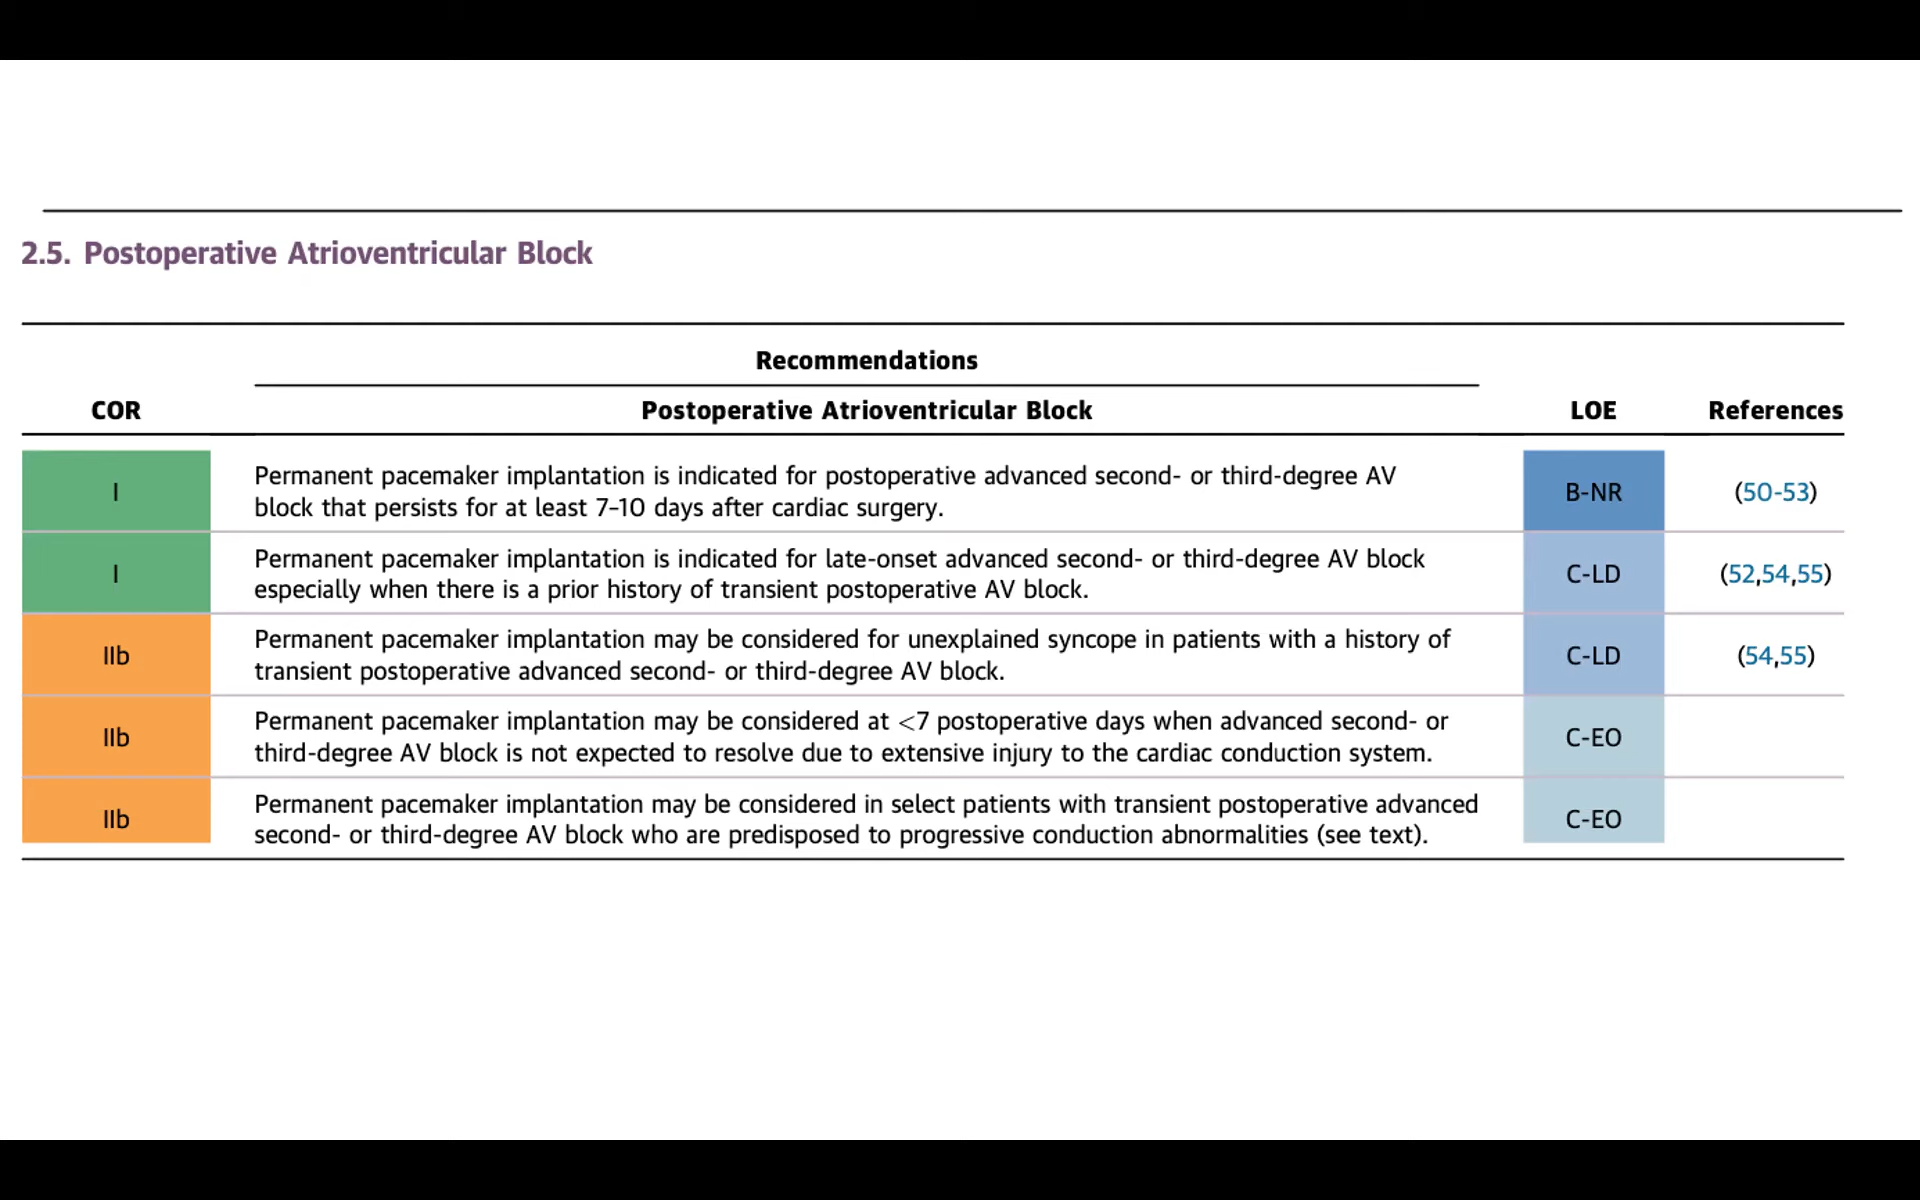 2.5. Postoperative Atrioventricular Block
Recommendations
COR Postoperative Atrioventricular Block LOE References
I Permanent pacemaker implantation is indicated for postoperative advanced second- or third-degree AV
block that persists for at least 7–10 days after cardiac surgery. B-NR (50-53)
I Permanent pacemaker implantation is indicated for late-onset advanced second- or third-degree AV block
especially when there is a prior history of transient postoperative AV block. C-LD (52,54,55)
IIb Permanent pacemaker implantation may be considered for unexplained syncope in patients with a history of
transient postoperative advanced second- or third-degree AV block. C-LD (54,55)
IIb Permanent pacemaker implantation may be considered at <7 postoperative days when advanced second- or
third-degree AV block is not expected to resolve due to extensive injury to the cardiac conduction system. C-EO
IIb Permanent pacemaker implantation may be considered in select patients with transient postoperative advanced
second- or third-degree AV block who are predisposed to progressive conduction abnormalities (see text). C-EO